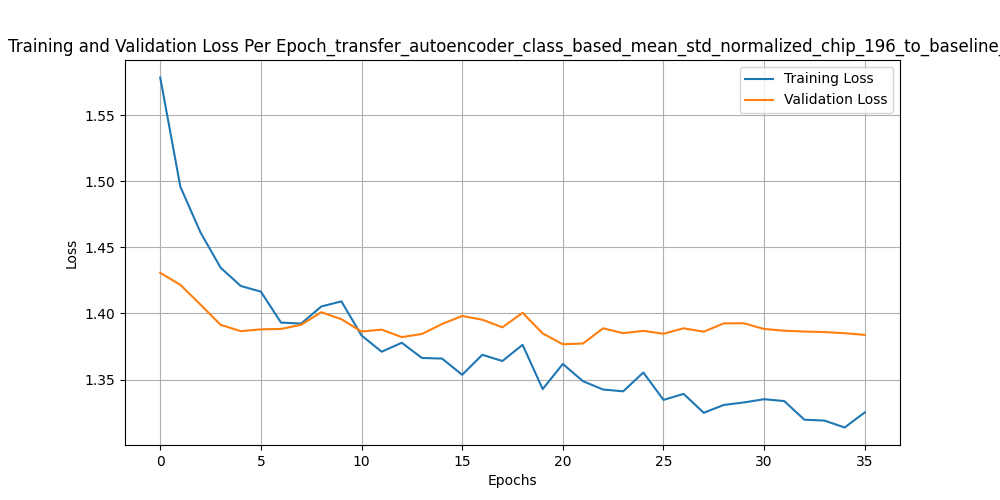 Training and Validation Loss Per Epoch_transfer_autoencoder_class_based_mean_std_normalized_chip_196_to_baseline_
Training Loss
Validation Loss
Loss
1.55
1.50
1.45
1.40
1.35
0 5 10 15 20 25 30 35
Epochs